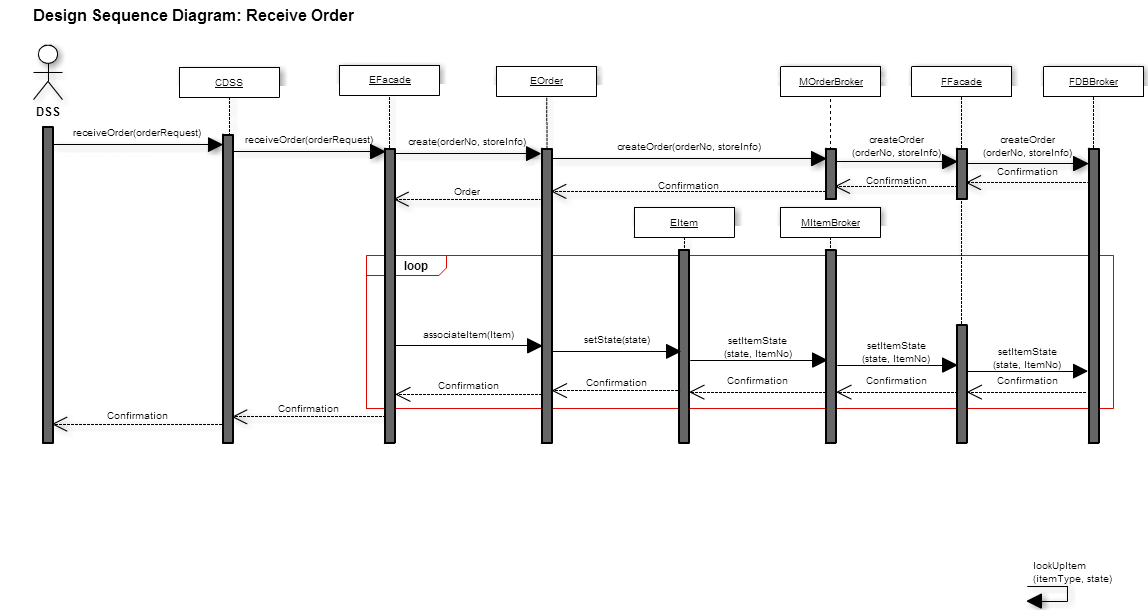 Design Sequence Diagram: Receive Order
DSS
CDSS
EFacade
EOrder
MOrderBroker
FFacade
FDBBroker
receiveOrder(orderRequest)
receiveOrder(orderRequest)
create(orderNo, storeInfo)
createOrder(orderNo, storeInfo)
createOrder
(orderNo, storeInfo)
createOrder
(orderNo, storeInfo)
Order
Confirmation
Confirmation
Confirmation
EItem
MItemBroker
loop
associateItem(Item)
setState(state)
setItemState
(state, ItemNo)
setItemState
(state, ItemNo)
setItemState
(state, ItemNo)
Confirmation
Confirmation
Confirmation
Confirmation
Confirmation
Confirmation
Confirmation
lookUpItem
(itemType, state)